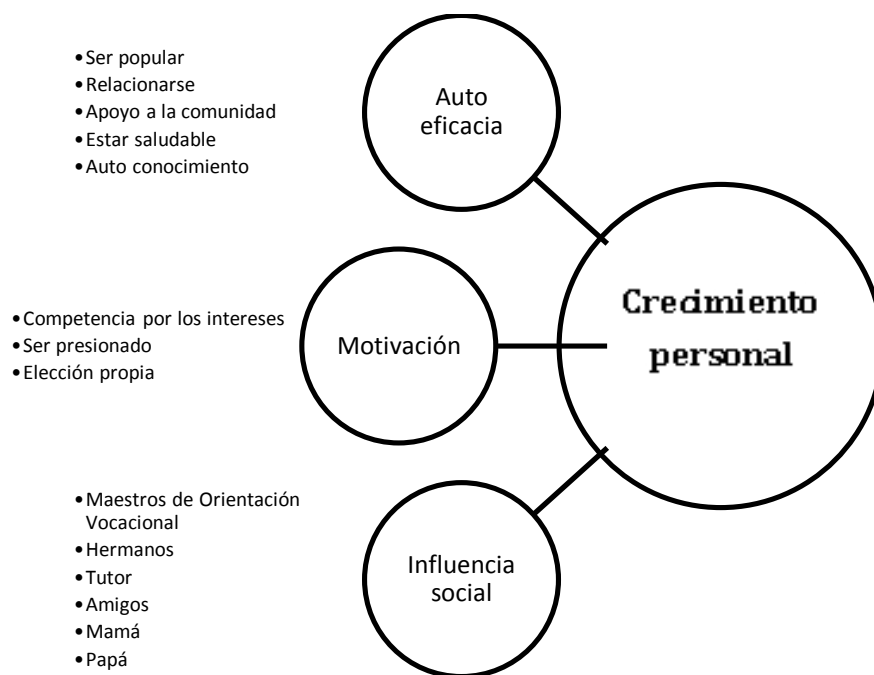 •Ser popular
•Relacionarse
•Apoyo a la comunidad
•Estar saludable
•Auto conocimiento
Auto
eficacia
•Competencia por los intereses
•Ser presionado
•Elección propia
Motivación
Crecimiento
personal
•Maestros de Orientación
Vocacional
•Hermanos
•Tutor
•Amigos
•Mamá
•Papá
Influencia
social